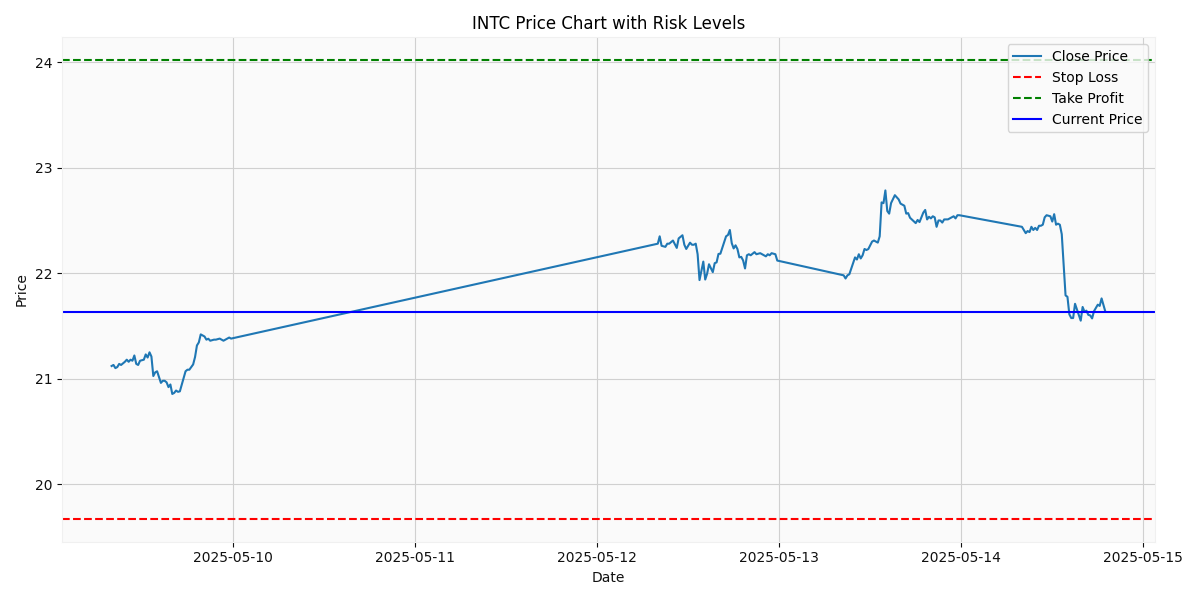 INTC Price Chart with Risk Levels
Close Price
Stop Loss
Take Profit
Current Price
24
23
22
21
20
Price
2025-05-10
2025-05-11
2025-05-12
2025-05-13
2025-05-14
2025-05-15
Date